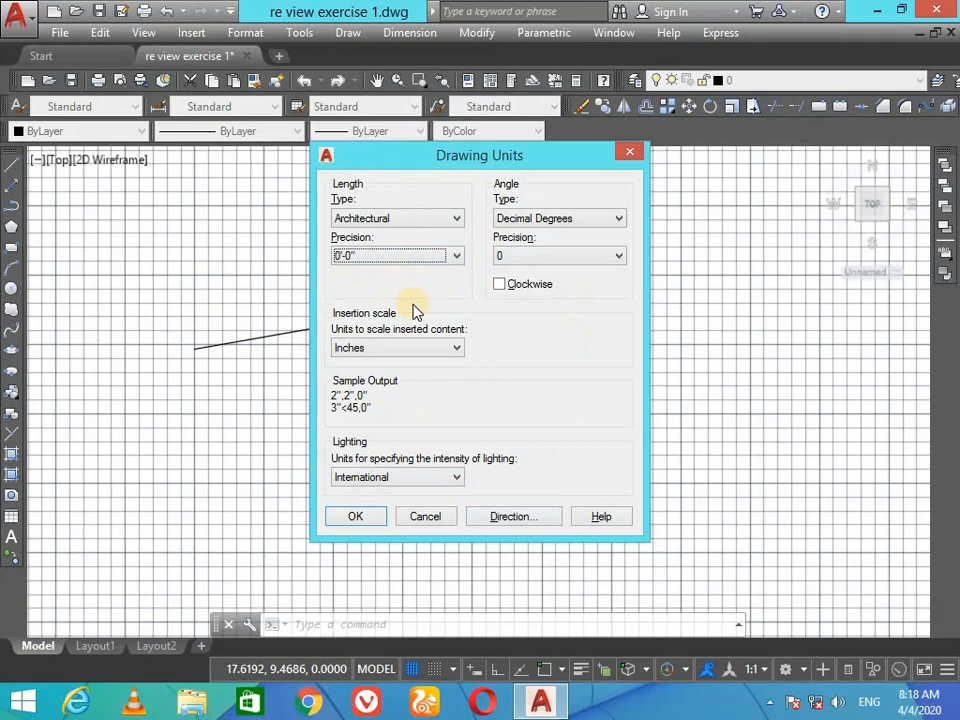 re view exercise 1.dwg
Type a keyword or phrase
Sign In
File Edit View Insert Format Tools Draw Dimension Modify Parametric Window Help Express
Start
re view exercise 1*
0
Standard
Standard
Standard
Standard
ByLayer
ByLayer
ByLayer
ByColor
[−][Top][2D Wireframe]
Drawing Units
Length
Type:
Architectural
Precision:
0'-0"
Angle
Type:
Decimal Degrees
Precision:
0
Clockwise
Insertion scale
Units to scale inserted content:
Inches
Sample Output
2",2",0"
3"<45,0"
Lighting
Units for specifying the intensity of lighting:
International
OK
Cancel
Direction...
Help
N
W
TOP
E
S
Unnamed
Type a command
Model
Layout1
Layout2
17.6192, 9.4686, 0.0000
MODEL
1:1
ENG
8:18 AM
4/4/2020